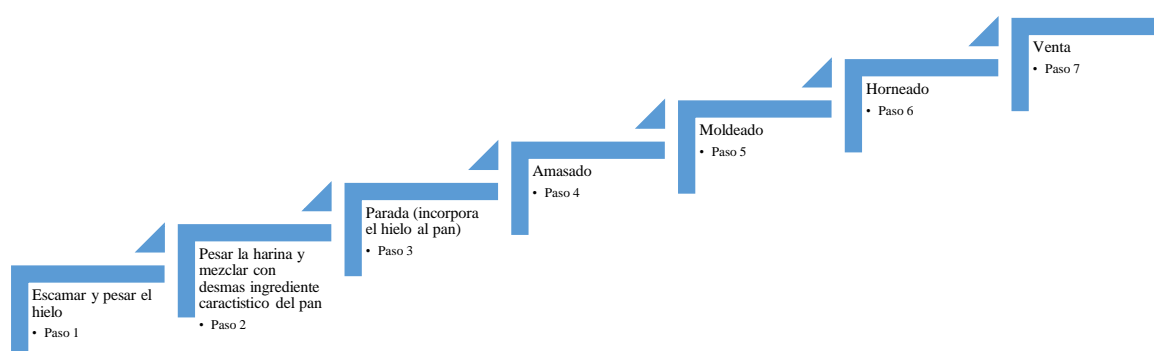 Escamar y pesar el
hielo
• Paso 1
Pesar la harina y
mezclar con
desmas ingrediente
caractistico del pan
• Paso 2
Parada (incorpora
el hielo al pan)
• Paso 3
Amasado
• Paso 4
Moldeado
• Paso 5
Horneado
• Paso 6
Venta
• Paso 7